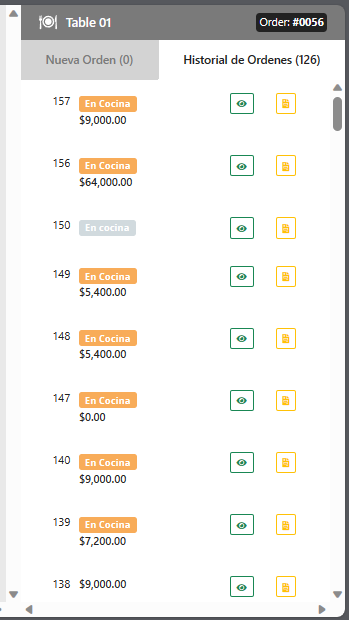 Table 01
Order: #0056
Nueva Orden (0)
Historial de Ordenes (126)
157 En Cocina
$9,000.00
156 En Cocina
$64,000.00
150 En cocina
149 En Cocina
$5,400.00
148 En Cocina
$5,400.00
147 En Cocina
$0.00
140 En Cocina
$9,000.00
139 En Cocina
$7,200.00
138 $9,000.00